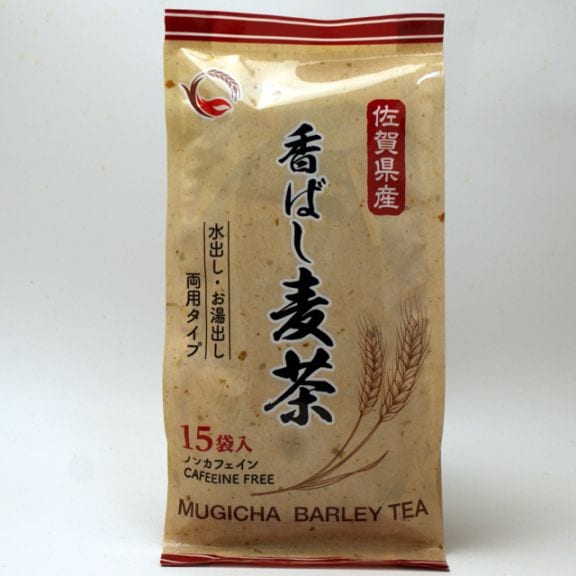 佐賀県産
香ばし麦茶
水出し・お湯出し
両用タイプ
15袋入
ノンカフェイン
CAFEEINE FREE
MUGICHA BARLEY TEA